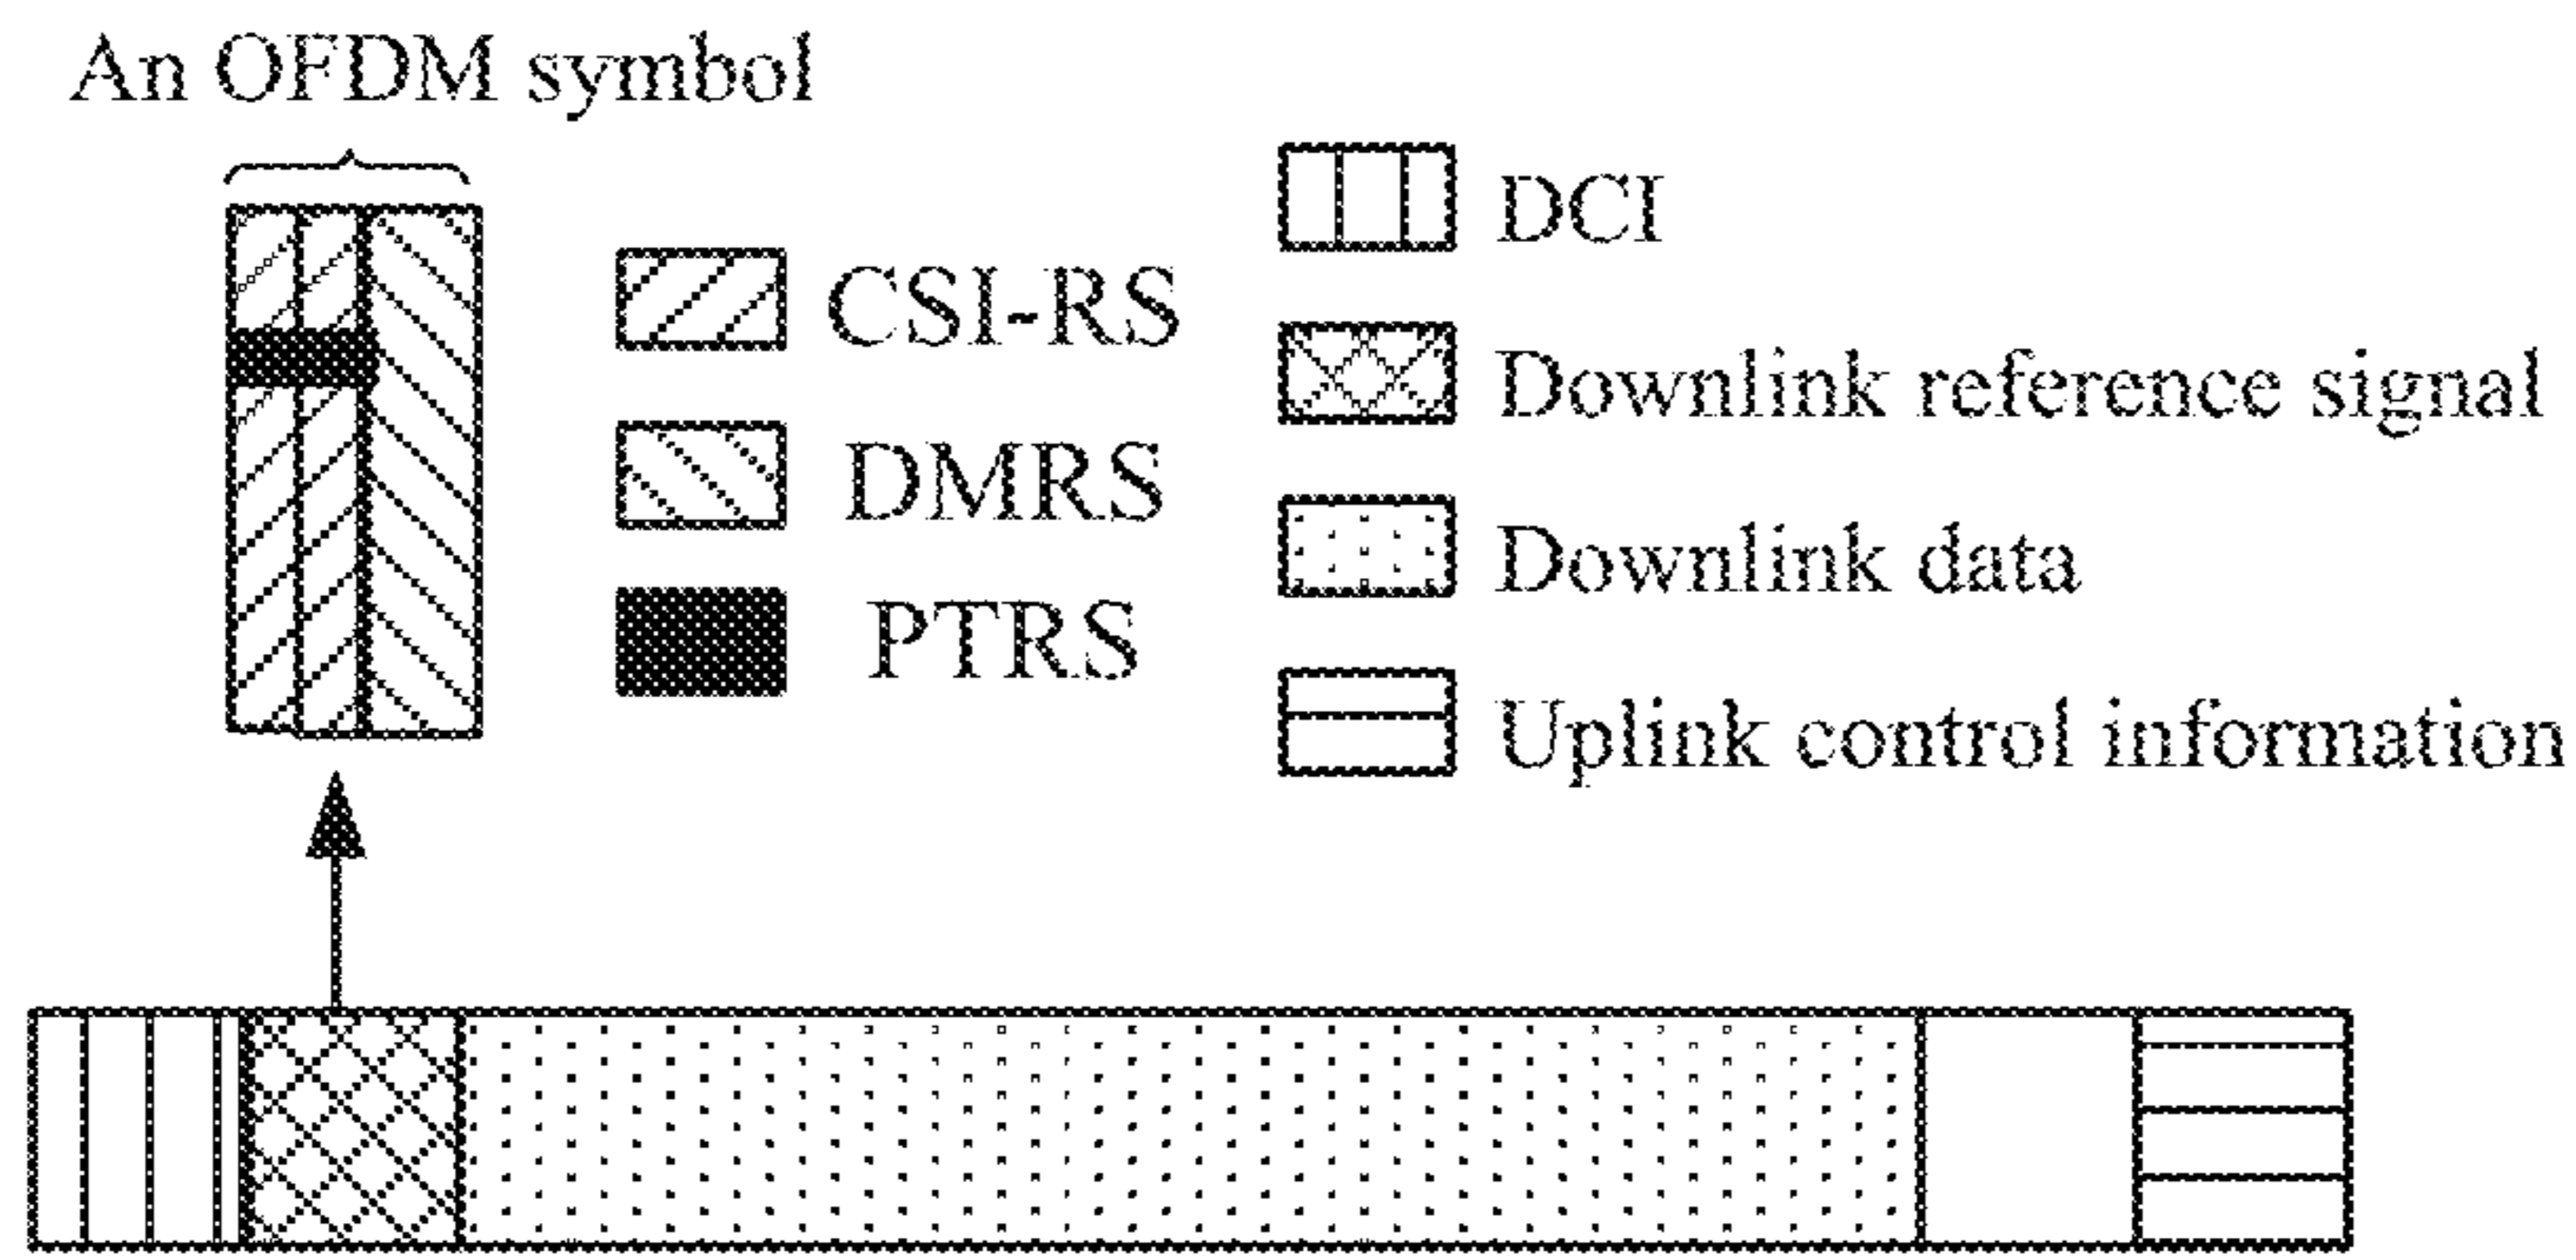 An OFDM symbol
CSI-RS
DMRS
PTRS
DCI
Downlink reference signal
Downlink data
Uplink control information